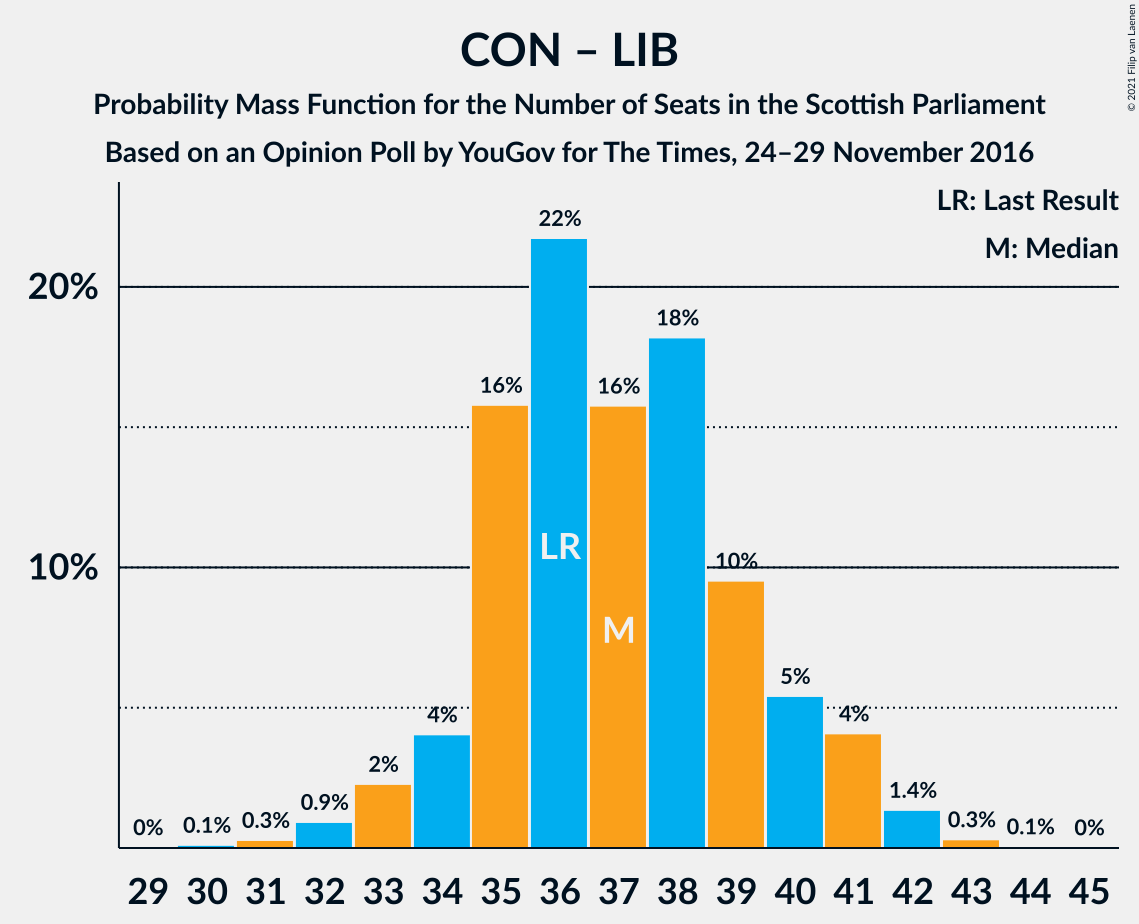 CON – LIB
Probability Mass Function for the Number of Seats in the Scottish Parliament
Based on an Opinion Poll by YouGov for The Times, 24–29 November 2016
© 2021 Filip van Laenen
LR: Last Result
M: Median
20%
10%
0%
0.1%
0.3%
0.9%
2%
4%
16%
22%
16%
18%
10%
5%
4%
1.4%
0.3%
0.1%
0%
LR
M
29 30 31 32 33 34 35 36 37 38 39 40 41 42 43 44 45